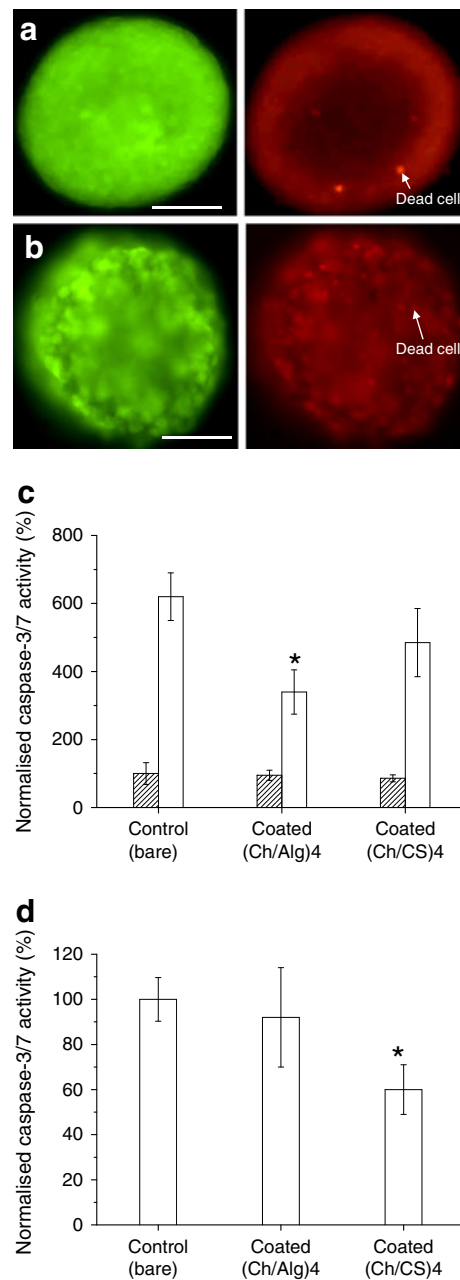 a
Dead cell
b
Dead cell
c
Normalised caspase-3/7 activity (%)
800
600
400
200
0
*
Control
(bare)
Coated
(Ch/Alg)4
Coated
(Ch/CS)4
d
Normalised caspase-3/7 activity (%)
120
100
80
60
40
20
0
*
Control
(bare)
Coated
(Ch/Alg)4
Coated
(Ch/CS)4